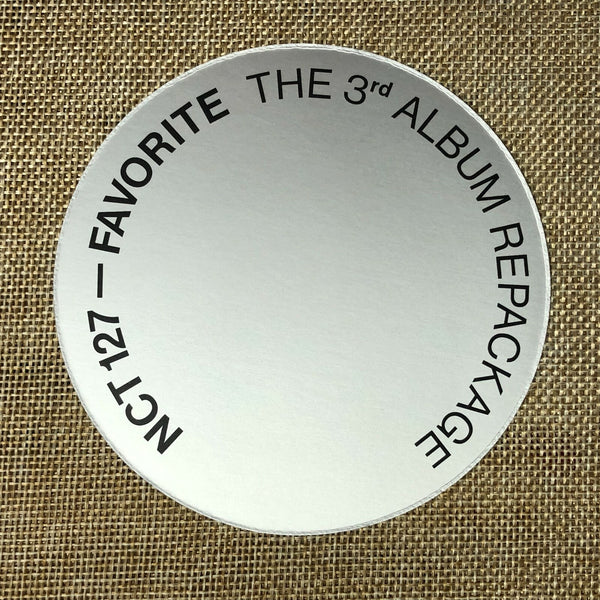 NCT 127 — FAVORITE THE 3rd ALBUM REPACKAGE